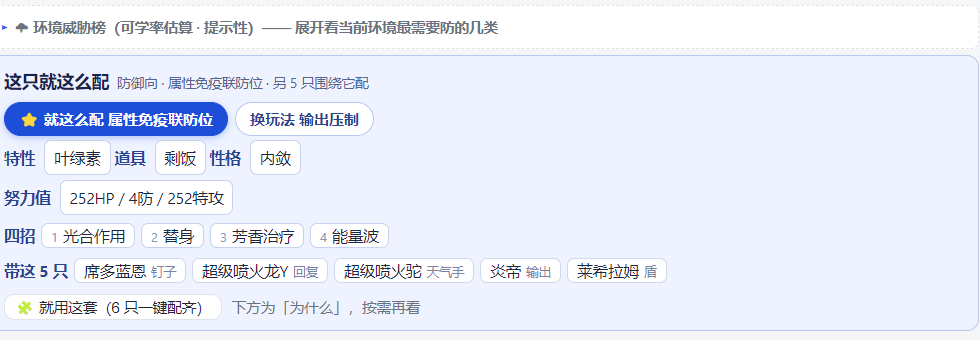 ▸ 🌩 环境威胁榜（可学率估算 · 提示性）—— 展开看当前环境最需要防的几类
这只就这么配 防御向 · 属性免疫联防位 · 另 5 只围绕它配
⭐ 就这么配 属性免疫联防位 换玩法 输出压制
特性 叶绿素 道具 剩饭 性格 内敛
努力值 252HP / 4防 / 252特攻
四招 1 光合作用 2 替身 3 芳香治疗 4 能量波
带这 5 只 席多蓝恩 钉子 超级喷火龙Y 回复 超级喷火驼 天气手 炎帝 输出 莱希拉姆 盾
🧩 就用这套（6 只一键配齐） 下方为「为什么」，按需再看